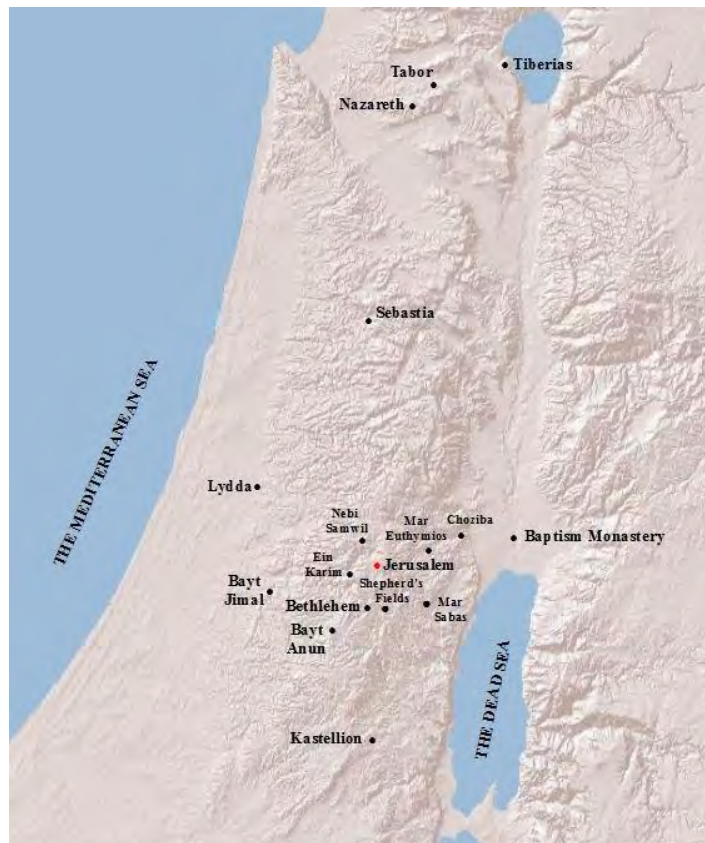 Tiberias
Tabor
Nazareth
Sebastia
THE MEDITERRANEAN SEA
Lydda
Nebi
Samwil
Mar
Euthymios
Choziba
Baptism Monastery
Jerusalem
Ein
Karim
Shepherd's
Fields
Bayt
Jimal
Bethlehem
Mar
Sabas
Bayt
Anun
THE DEAD SEA
Kastellion